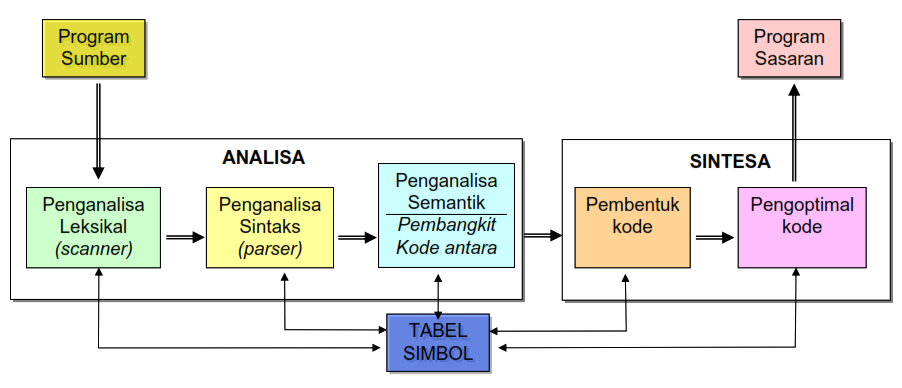 Program
Sumber
Program
Sasaran
ANALISA
SINTESA
Penganalisa
Leksikal
(scanner)
Penganalisa
Sintaks
(parser)
Penganalisa
Semantik
Pembangkit
Kode antara
Pembentuk
kode
Pengoptimal
kode
TABEL
SIMBOL